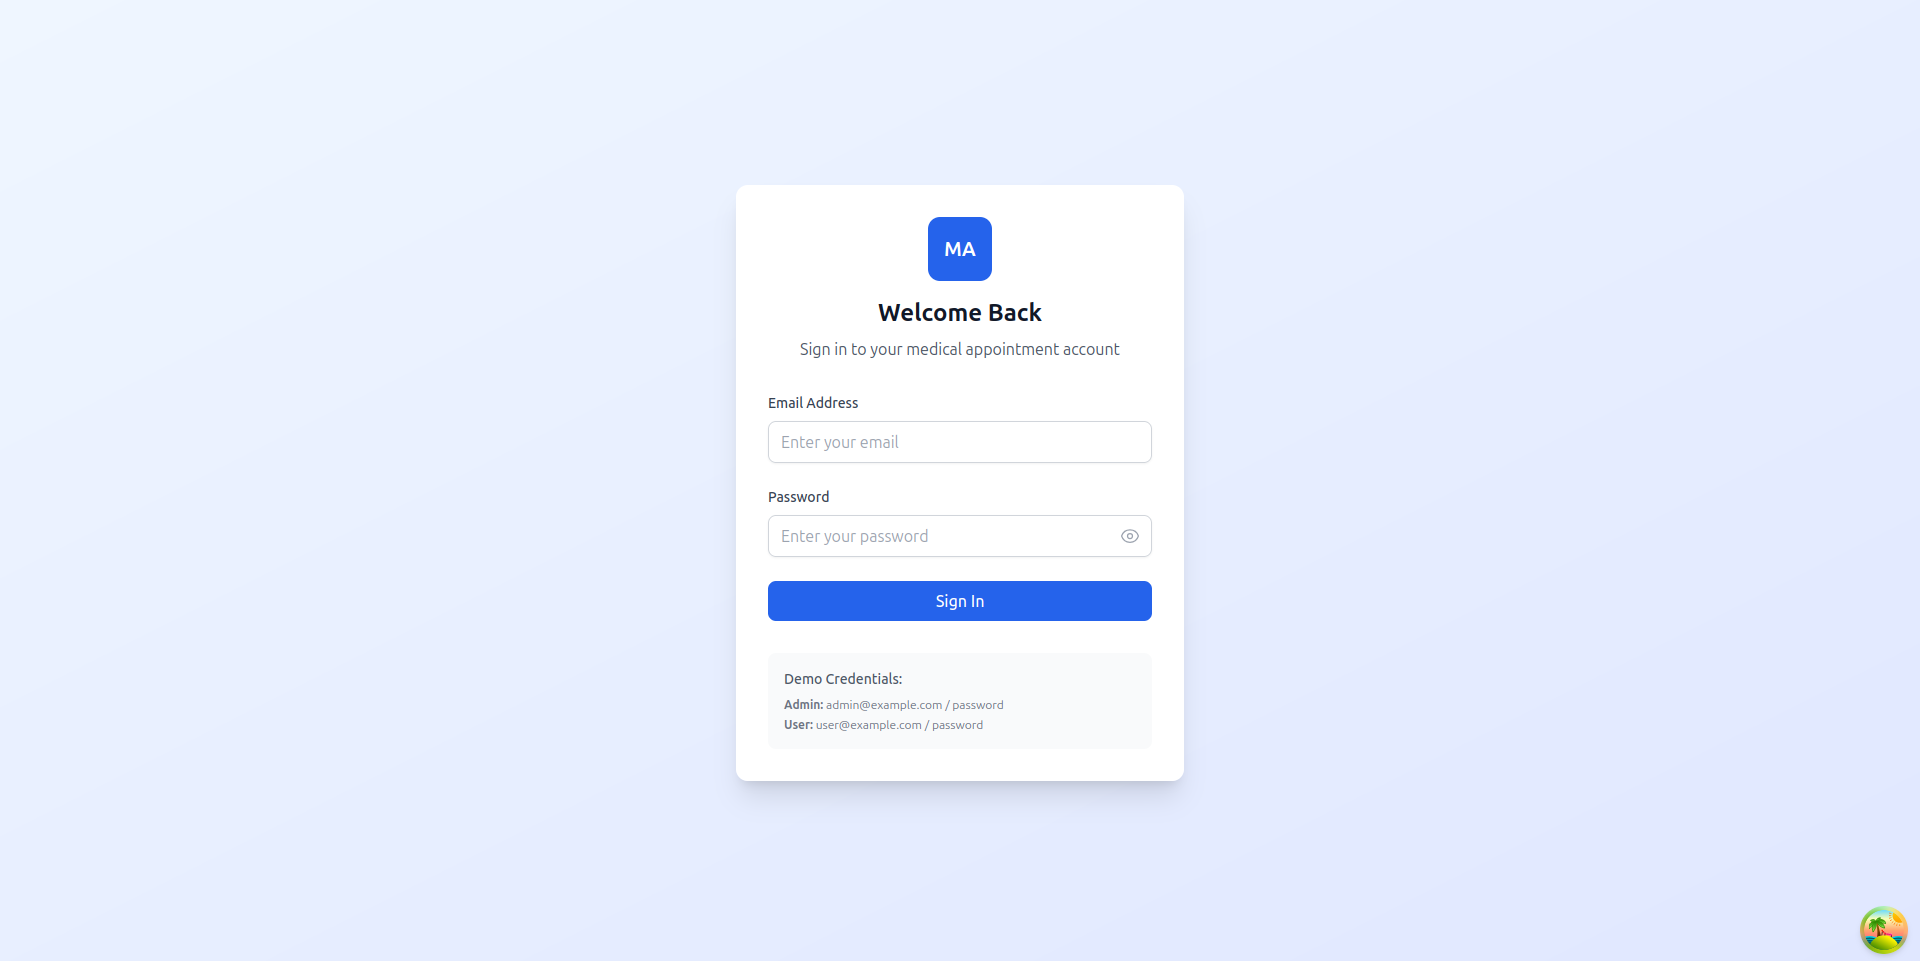 MA
Welcome Back
Sign in to your medical appointment account
Email Address
Enter your email
Password
Enter your password
Sign In
Demo Credentials:
Admin: admin@example.com / password
User: user@example.com / password